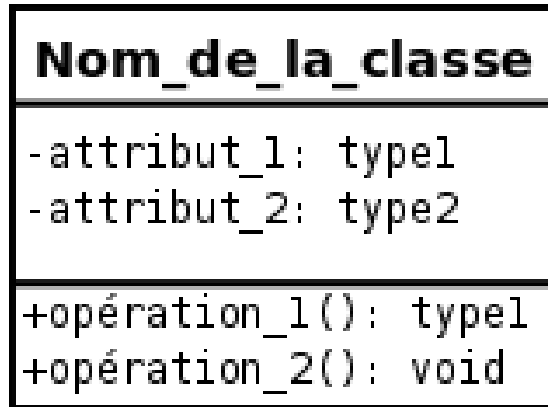 Nom_de_la_classe
-attribut_1: type1
-attribut_2: type2
+opération_1(): type1
+opération_2(): void